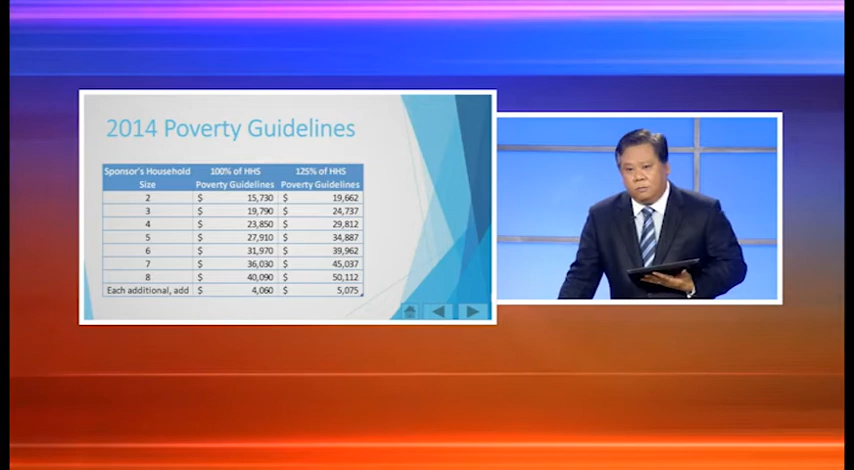 2014 Poverty Guidelines
Sponsor's Household Size 100% of HHS Poverty Guidelines 125% of HHS Poverty Guidelines
2 $ 15,730 $ 19,662
3 $ 19,790 $ 24,737
4 $ 23,850 $ 29,812
5 $ 27,910 $ 34,887
6 $ 31,970 $ 39,962
7 $ 36,030 $ 45,037
8 $ 40,090 $ 50,112
Each additional, add $ 4,060 $ 5,075